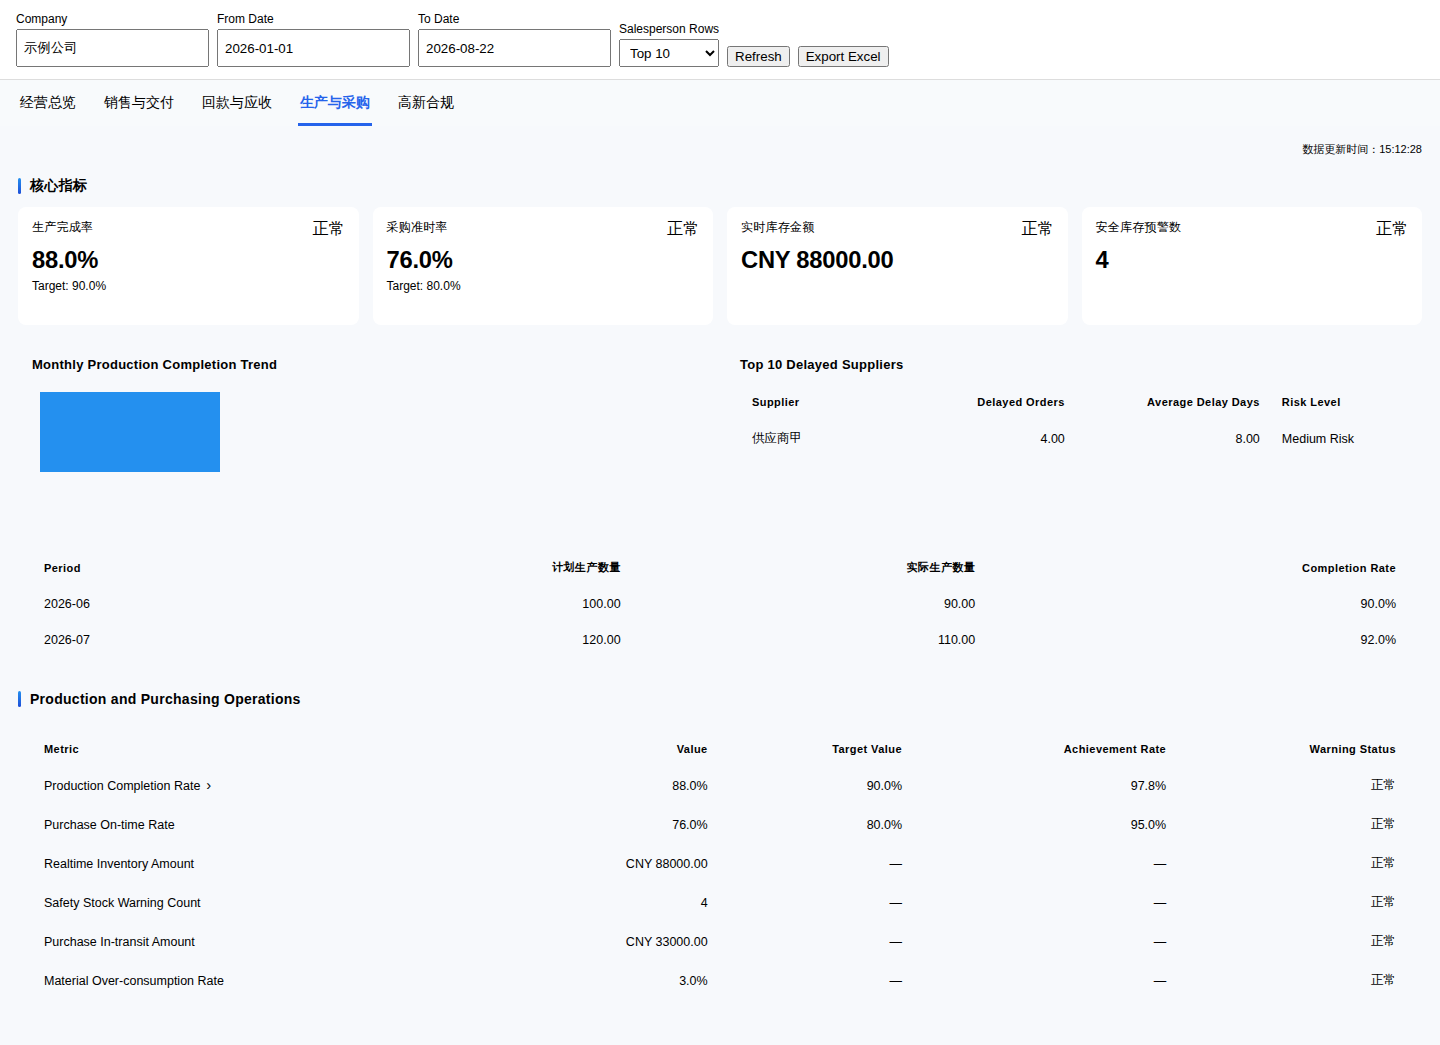 Company From Date To Date Salesperson Rows
示例公司 2026-01-01 2026-08-22 Top 10 Refresh Export Excel
经营总览 销售与交付 回款与应收 生产与采购 高新合规
数据更新时间：15:12:28
核心指标
生产完成率 正常 采购准时率 正常 实时库存金额 正常 安全库存预警数 正常
88.0% 76.0% CNY 88000.00 4
Target: 90.0% Target: 80.0%
Monthly Production Completion Trend Top 10 Delayed Suppliers
Supplier Delayed Orders Average Delay Days Risk Level
供应商甲 4.00 8.00 Medium Risk
Period 计划生产数量 实际生产数量 Completion Rate
2026-06 100.00 90.00 90.0%
2026-07 120.00 110.00 92.0%
Production and Purchasing Operations
Metric Value Target Value Achievement Rate Warning Status
Production Completion Rate › 88.0% 90.0% 97.8% 正常
Purchase On-time Rate 76.0% 80.0% 95.0% 正常
Realtime Inventory Amount CNY 88000.00 — — 正常
Safety Stock Warning Count 4 — — 正常
Purchase In-transit Amount CNY 33000.00 — — 正常
Material Over-consumption Rate 3.0% — — 正常